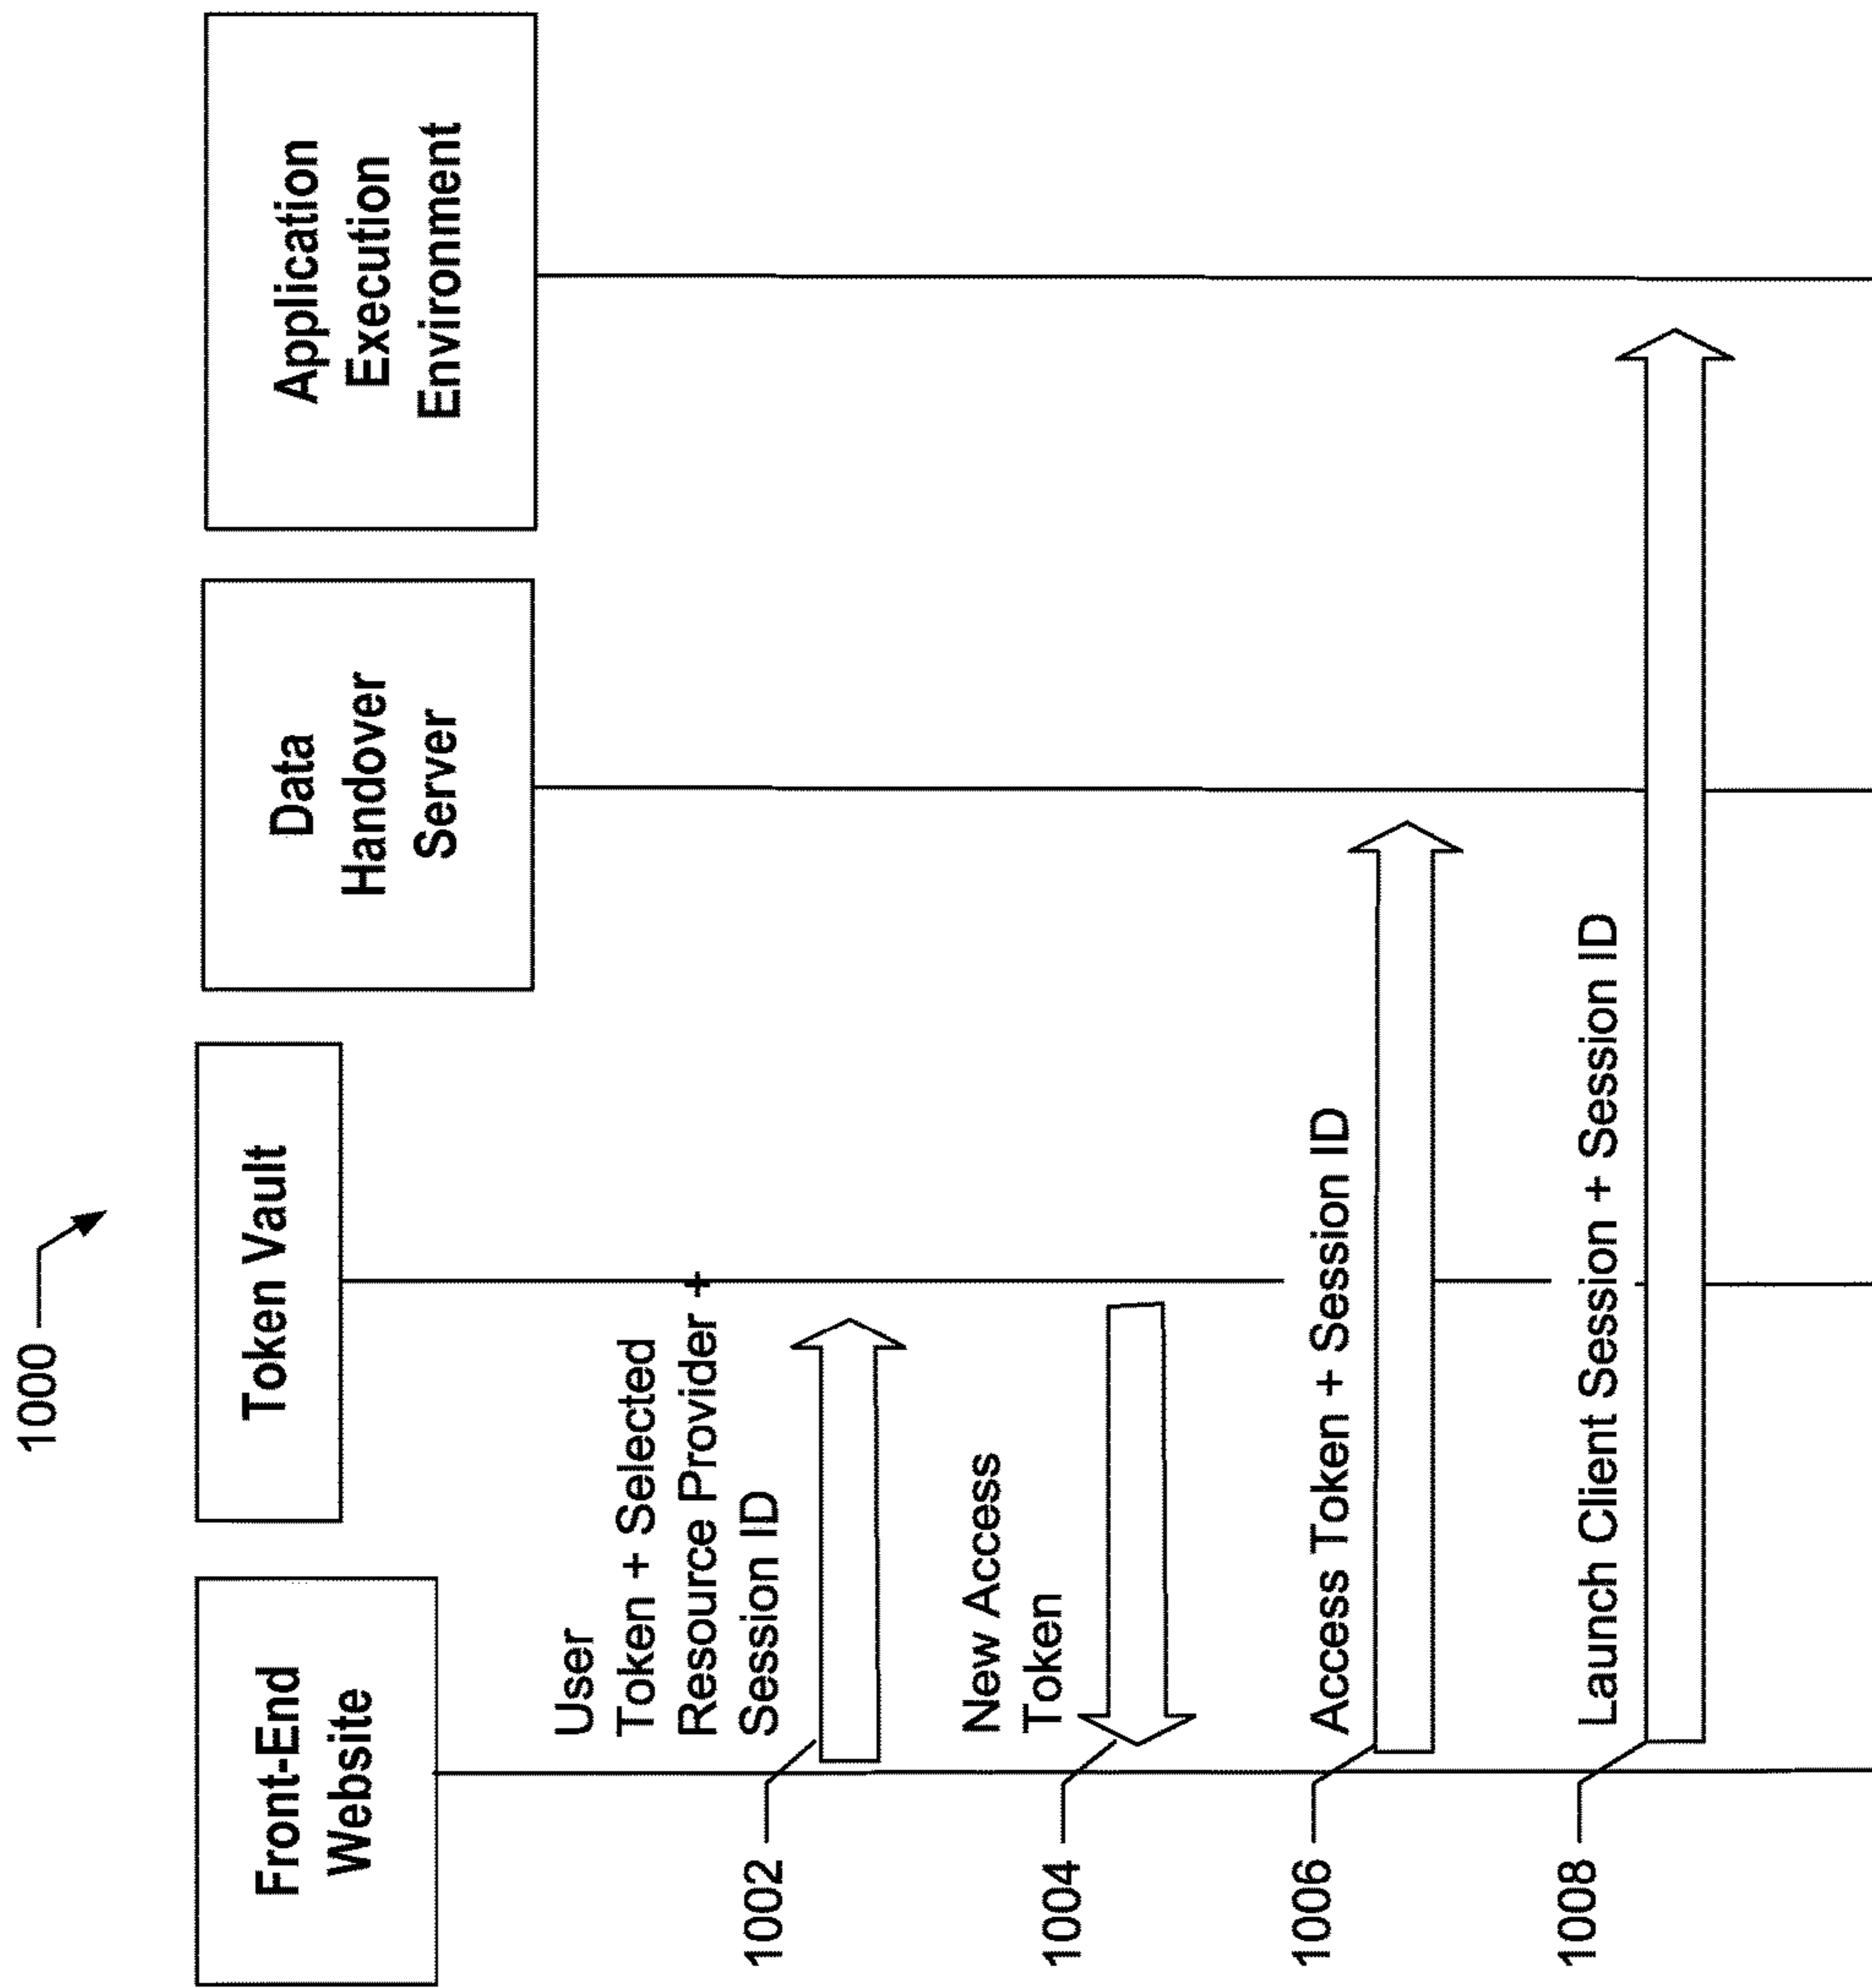 1000
Front-End
Website
Token Vault
Data
Handover
Server
Application
Execution
Environment
1002
User
Token + Selected
Resource Provider +
Session ID
1004
New Access
Token
1006
Access Token + Session ID
1008
Launch Client Session + Session ID